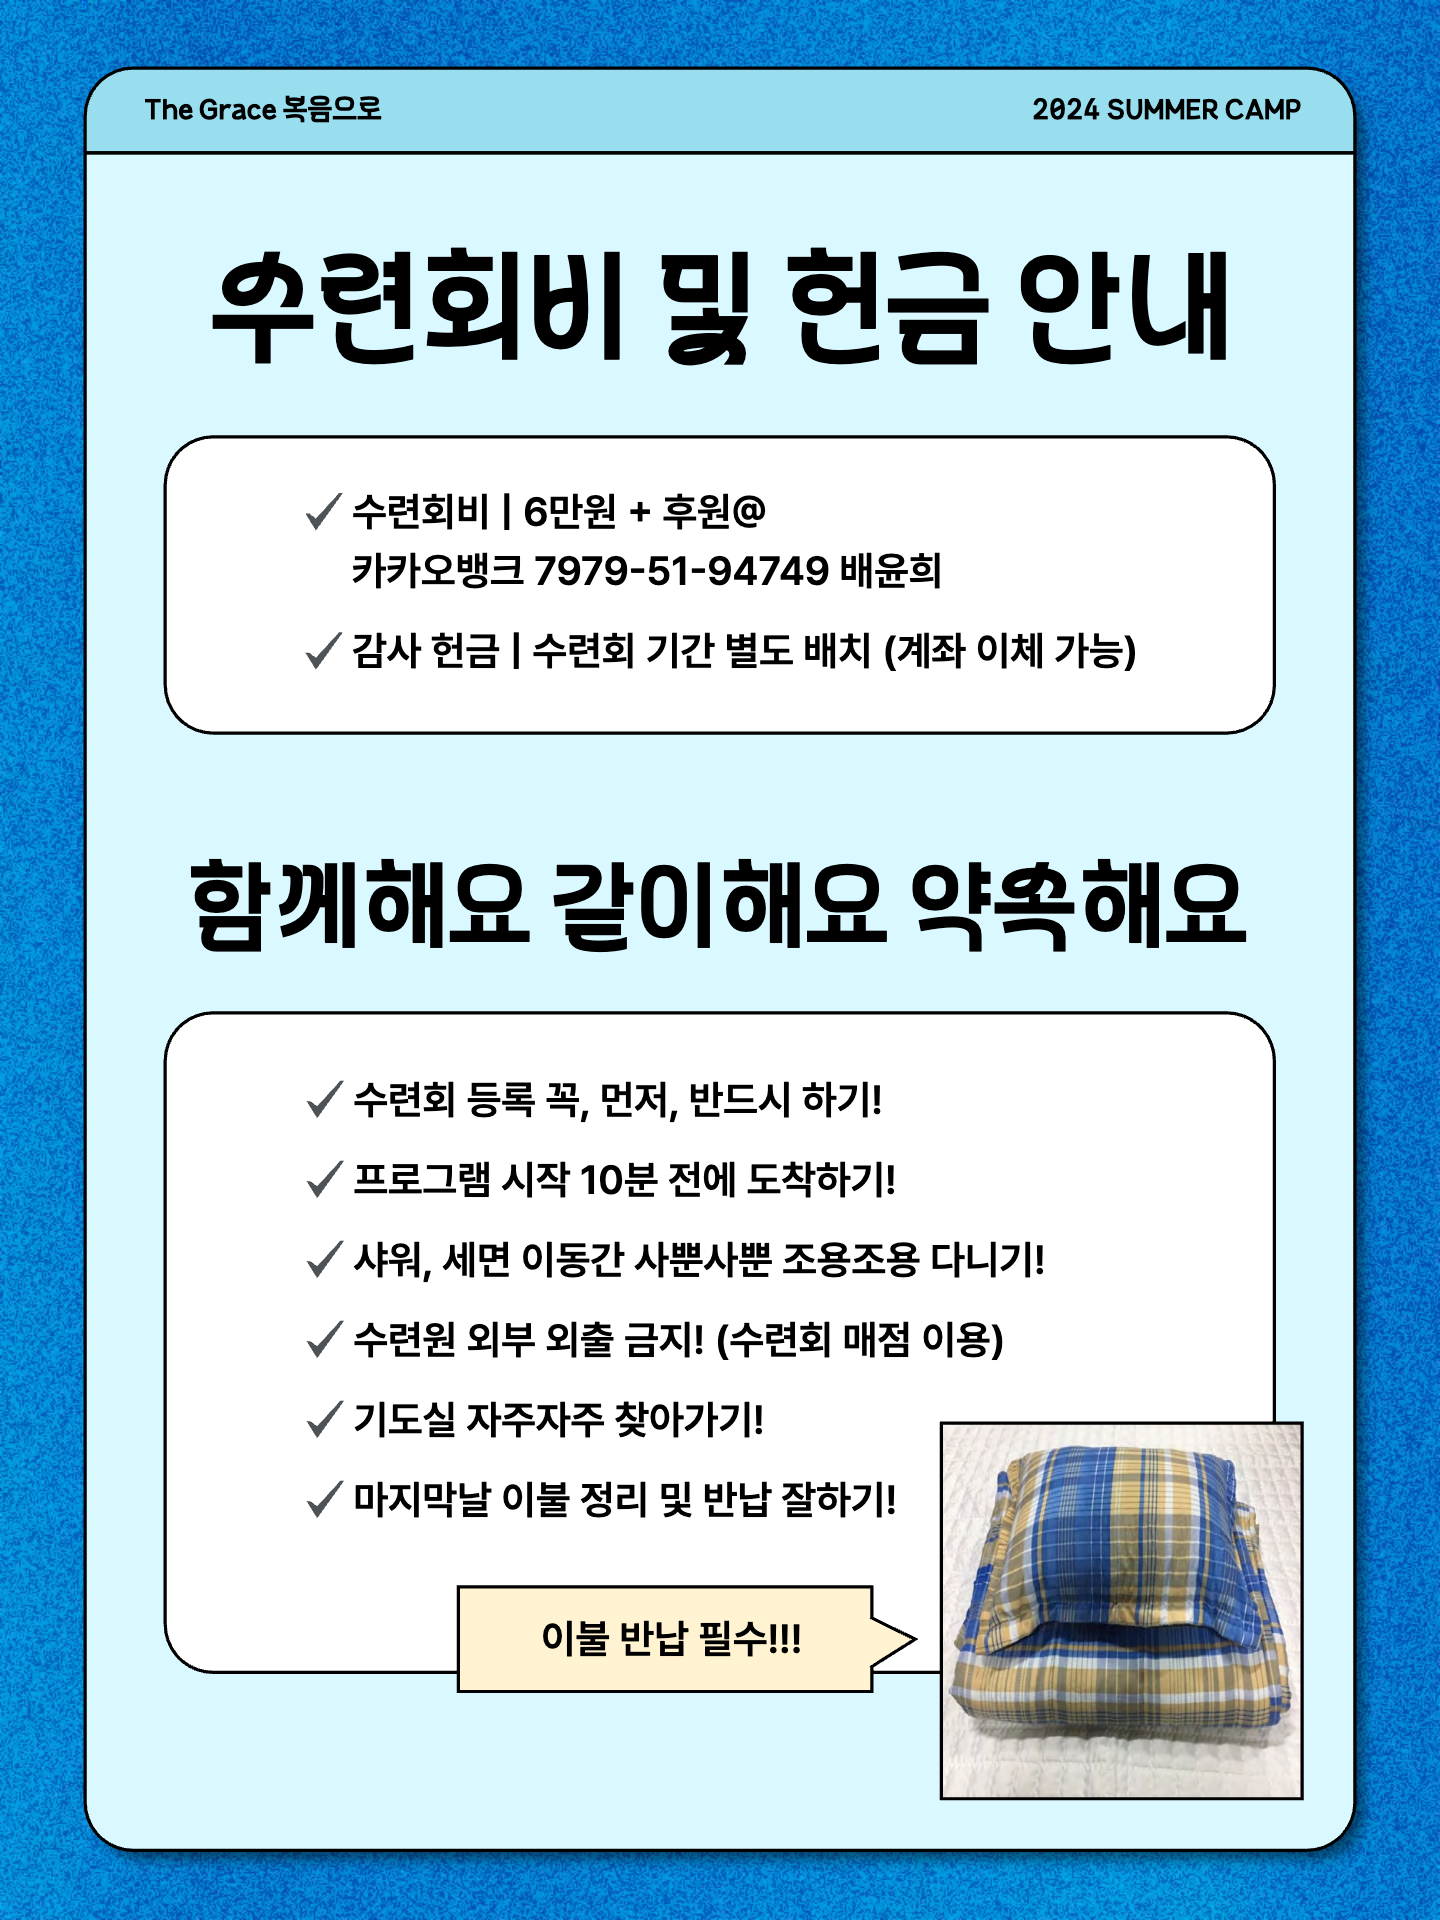 The Grace 복음으로
2024 SUMMER CAMP
수련회비 및 헌금 안내
수련회비 | 6만원 + 후원@
카카오뱅크 7979-51-94749 배윤희
감사 헌금 | 수련회 기간 별도 배치 (계좌 이체 가능)
함께해요 같이해요 약속해요
수련회 등록 꼭, 먼저, 반드시 하기!
프로그램 시작 10분 전에 도착하기!
샤워, 세면 이동간 사뿐사뿐 조용조용 다니기!
수련원 외부 외출 금지! (수련회 매점 이용)
기도실 자주자주 찾아가기!
마지막날 이불 정리 및 반납 잘하기!
이불 반납 필수!!!